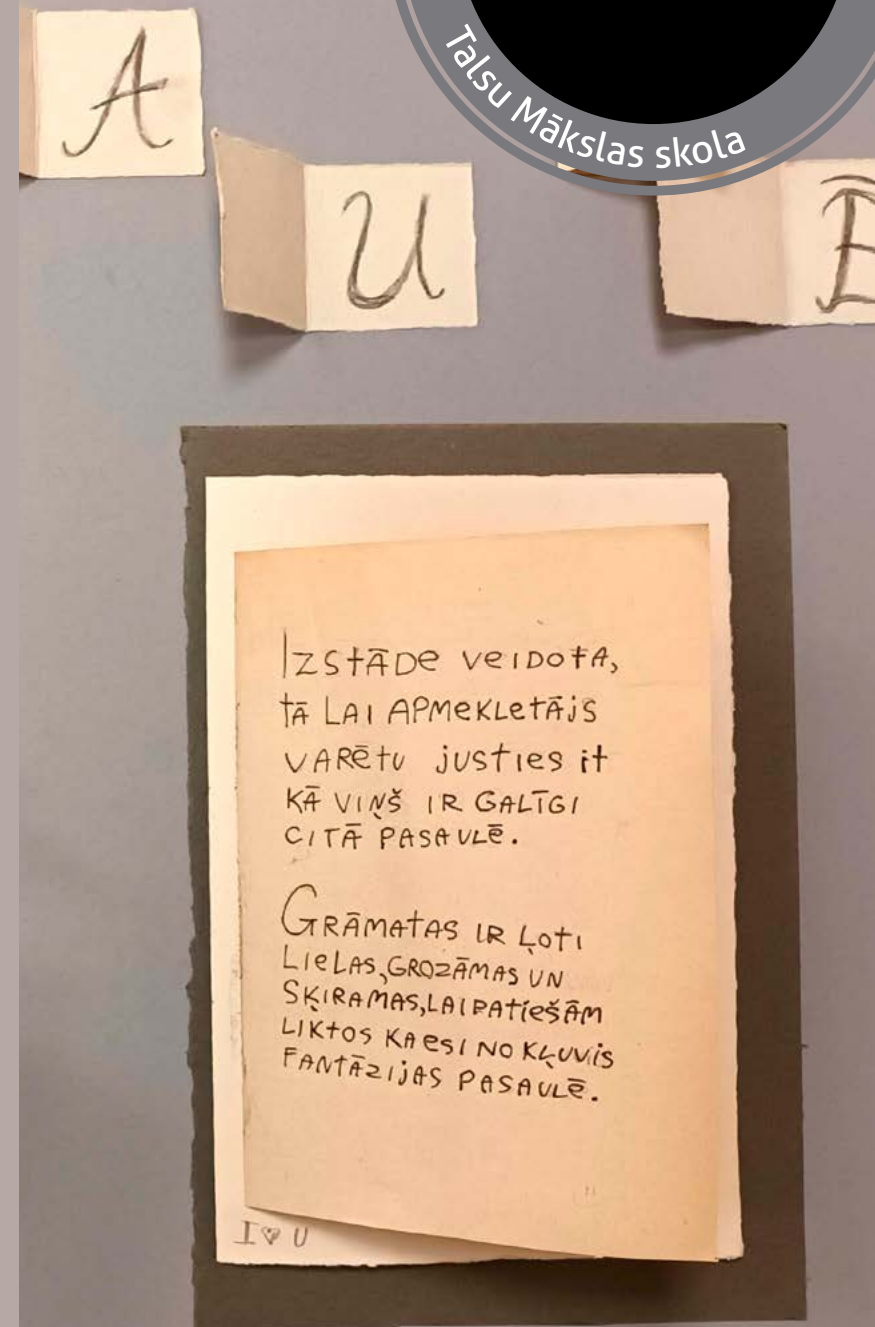 Talsu Mākslas skola
A
U
Ē
Izstāde veidota,
tā lai apmekletājs
varētu justies it
kā viņš ir galīgi
citā pasaulē.
Grāmatas ir ļoti
lielas, grozāmas un
šķiramas, lai patiešām
liktos ka esi nokļuvis
fantāzijas pasaulē.
I ♥ U